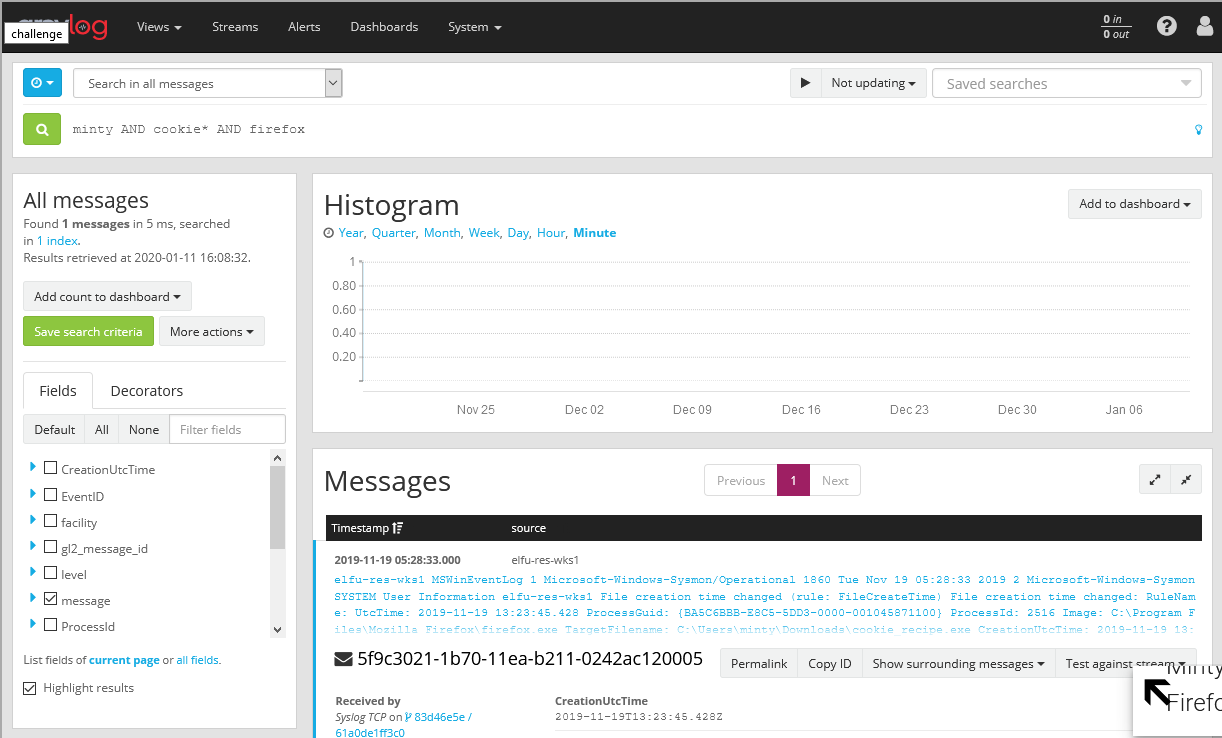 challenge
log
Views
Streams
Alerts
Dashboards
System
0 in
0 out
Search in all messages
Not updating
Saved searches
minty AND cookie* AND firefox
All messages
Found 1 messages in 5 ms, searched
in 1 index.
Results retrieved at 2020-01-11 16:08:32.
Add count to dashboard
Save search criteria
More actions
Fields
Decorators
Default
All
None
Filter fields
CreationUtcTime
EventID
facility
gl2_message_id
level
message
ProcessId
List fields of current page or all fields.
Highlight results
Histogram
Add to dashboard
Year, Quarter, Month, Week, Day, Hour, Minute
1
0.80
0.60
0.40
0.20
Nov 25
Dec 02
Dec 09
Dec 16
Dec 23
Dec 30
Jan 06
Messages
Previous
1
Next
Timestamp
source
2019-11-19 05:28:33.000
elfu-res-wks1
elfu-res-wks1 MSWinEventLog 1 Microsoft-Windows-Sysmon/Operational 1860 Tue Nov 19 05:28:33 2019 2 Microsoft-Windows-Sysmon
SYSTEM User Information elfu-res-wks1 File creation time changed (rule: FileCreateTime) File creation time changed: RuleNam
e: UtcTime: 2019-11-19 13:23:45.428 ProcessGuid: {BA5C6BBB-E8C5-5DD3-0000-001045871100} ProcessId: 2516 Image: C:\Program F
iles\Mozilla Firefox\firefox.exe TargetFilename: C:\Users\minty\Downloads\cookie_recipe.exe CreationUtcTime: 2019-11-19 13:
5f9c3021-1b70-11ea-b211-0242ac120005
Permalink
Copy ID
Show surrounding messages
Test against stream
Minty
Firefo
Received by
Syslog TCP on 83d46e5e /
61a0de1ff3c0
CreationUtcTime
2019-11-19T13:23:45.428Z